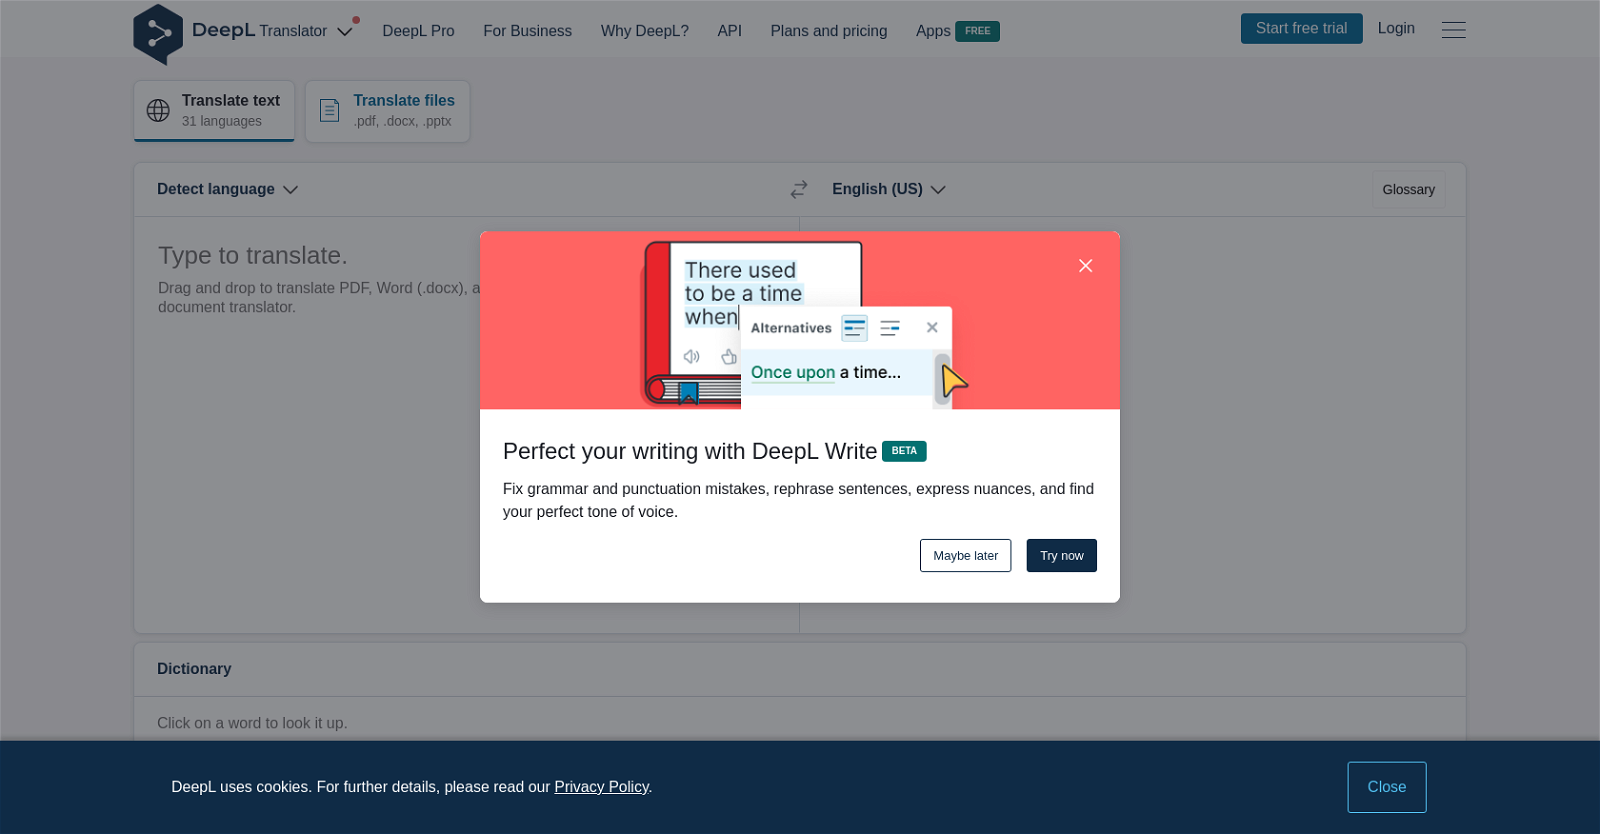 DeepL Translator
DeepL Pro
For Business
Why DeepL?
API
Plans and pricing
Apps FREE
Start free trial
Login
Translate text
31 languages
Translate files
.pdf, .docx, .pptx
Detect language
English (US)
Glossary
Type to translate.
Drag and drop to translate PDF, Word (.docx), a
document translator.
There used
to be a time
when
Alternatives
Once upon a time...
Perfect your writing with DeepL Write BETA
Fix grammar and punctuation mistakes, rephrase sentences, express nuances, and find
your perfect tone of voice.
Maybe later
Try now
Dictionary
Click on a word to look it up.
DeepL uses cookies. For further details, please read our Privacy Policy.
Close